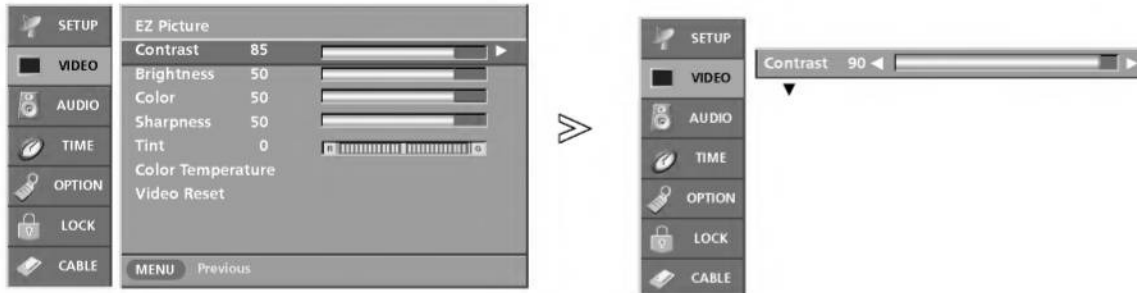 SETUP
VIDEO
AUDIO
TIME
OPTION
LOCK
CABLE
EZ Picture
Contrast 85
Brightness 50
Color 50
Sharpness 50
Tint 0
R G
Color Temperature
Video Reset
MENU Previous
SETUP
VIDEO
AUDIO
TIME
OPTION
LOCK
CABLE
Contrast 90